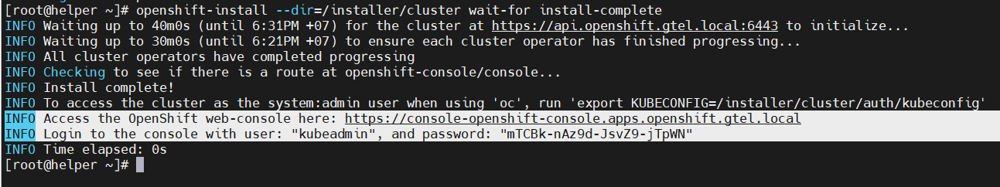 [root@helper ~]# openshift-install --dir=/installer/cluster wait-for install-complete
INFO Waiting up to 40m0s (until 6:31PM +07) for the cluster at https://api.openshift.gtel.local:6443 to initialize...
INFO Waiting up to 30m0s (until 6:21PM +07) to ensure each cluster operator has finished progressing...
INFO All cluster operators have completed progressing
INFO Checking to see if there is a route at openshift-console/console...
INFO Install complete!
INFO To access the cluster as the system:admin user when using 'oc', run 'export KUBECONFIG=/installer/cluster/auth/kubeconfig'
INFO Access the OpenShift web-console here: https://console-openshift-console.apps.openshift.gtel.local
INFO Login to the console with user: "kubeadmin", and password: "mTCBk-nAz9d-JsvZ9-jTpWN"
INFO Time elapsed: 0s
[root@helper ~]#